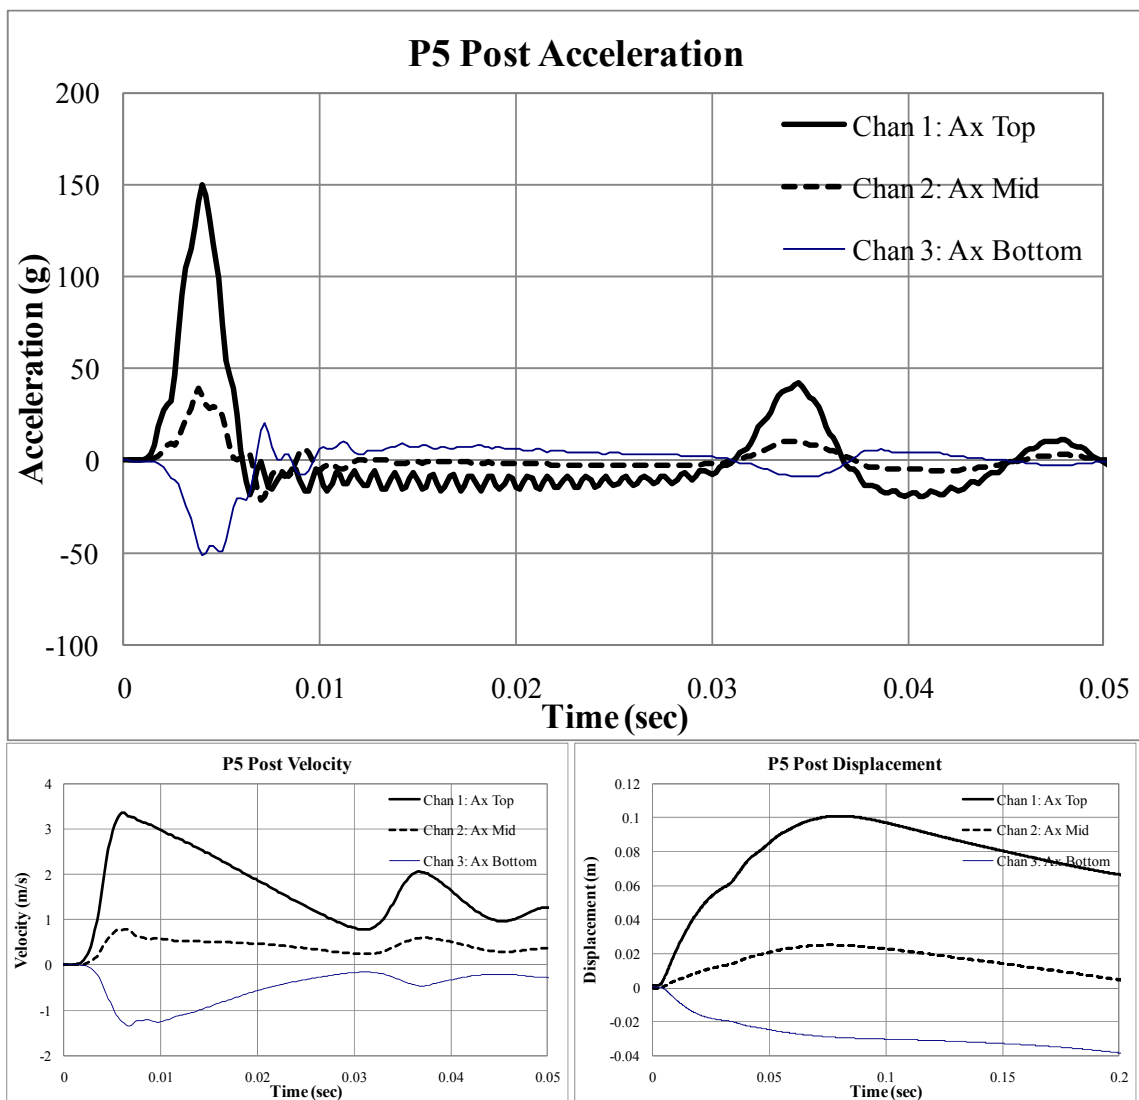 P5 Post Acceleration
200
150
100
50
0
-50
-100
Acceleration (g)
Chan 1: Ax Top
Chan 2: Ax Mid
Chan 3: Ax Bottom
0 0.01 0.02 0.03 0.04 0.05
Time (sec)
P5 Post Velocity
4
3
2
1
0
-1
-2
Velocity (m/s)
Chan 1: Ax Top
Chan 2: Ax Mid
Chan 3: Ax Bottom
0 0.01 0.02 0.03 0.04 0.05
Time (sec)
P5 Post Displacement
0.12
0.1
0.08
0.06
0.04
0.02
0
-0.02
-0.04
Displacement (m)
Chan 1: Ax Top
Chan 2: Ax Mid
Chan 3: Ax Bottom
0 0.05 0.1 0.15 0.2
Time (sec)